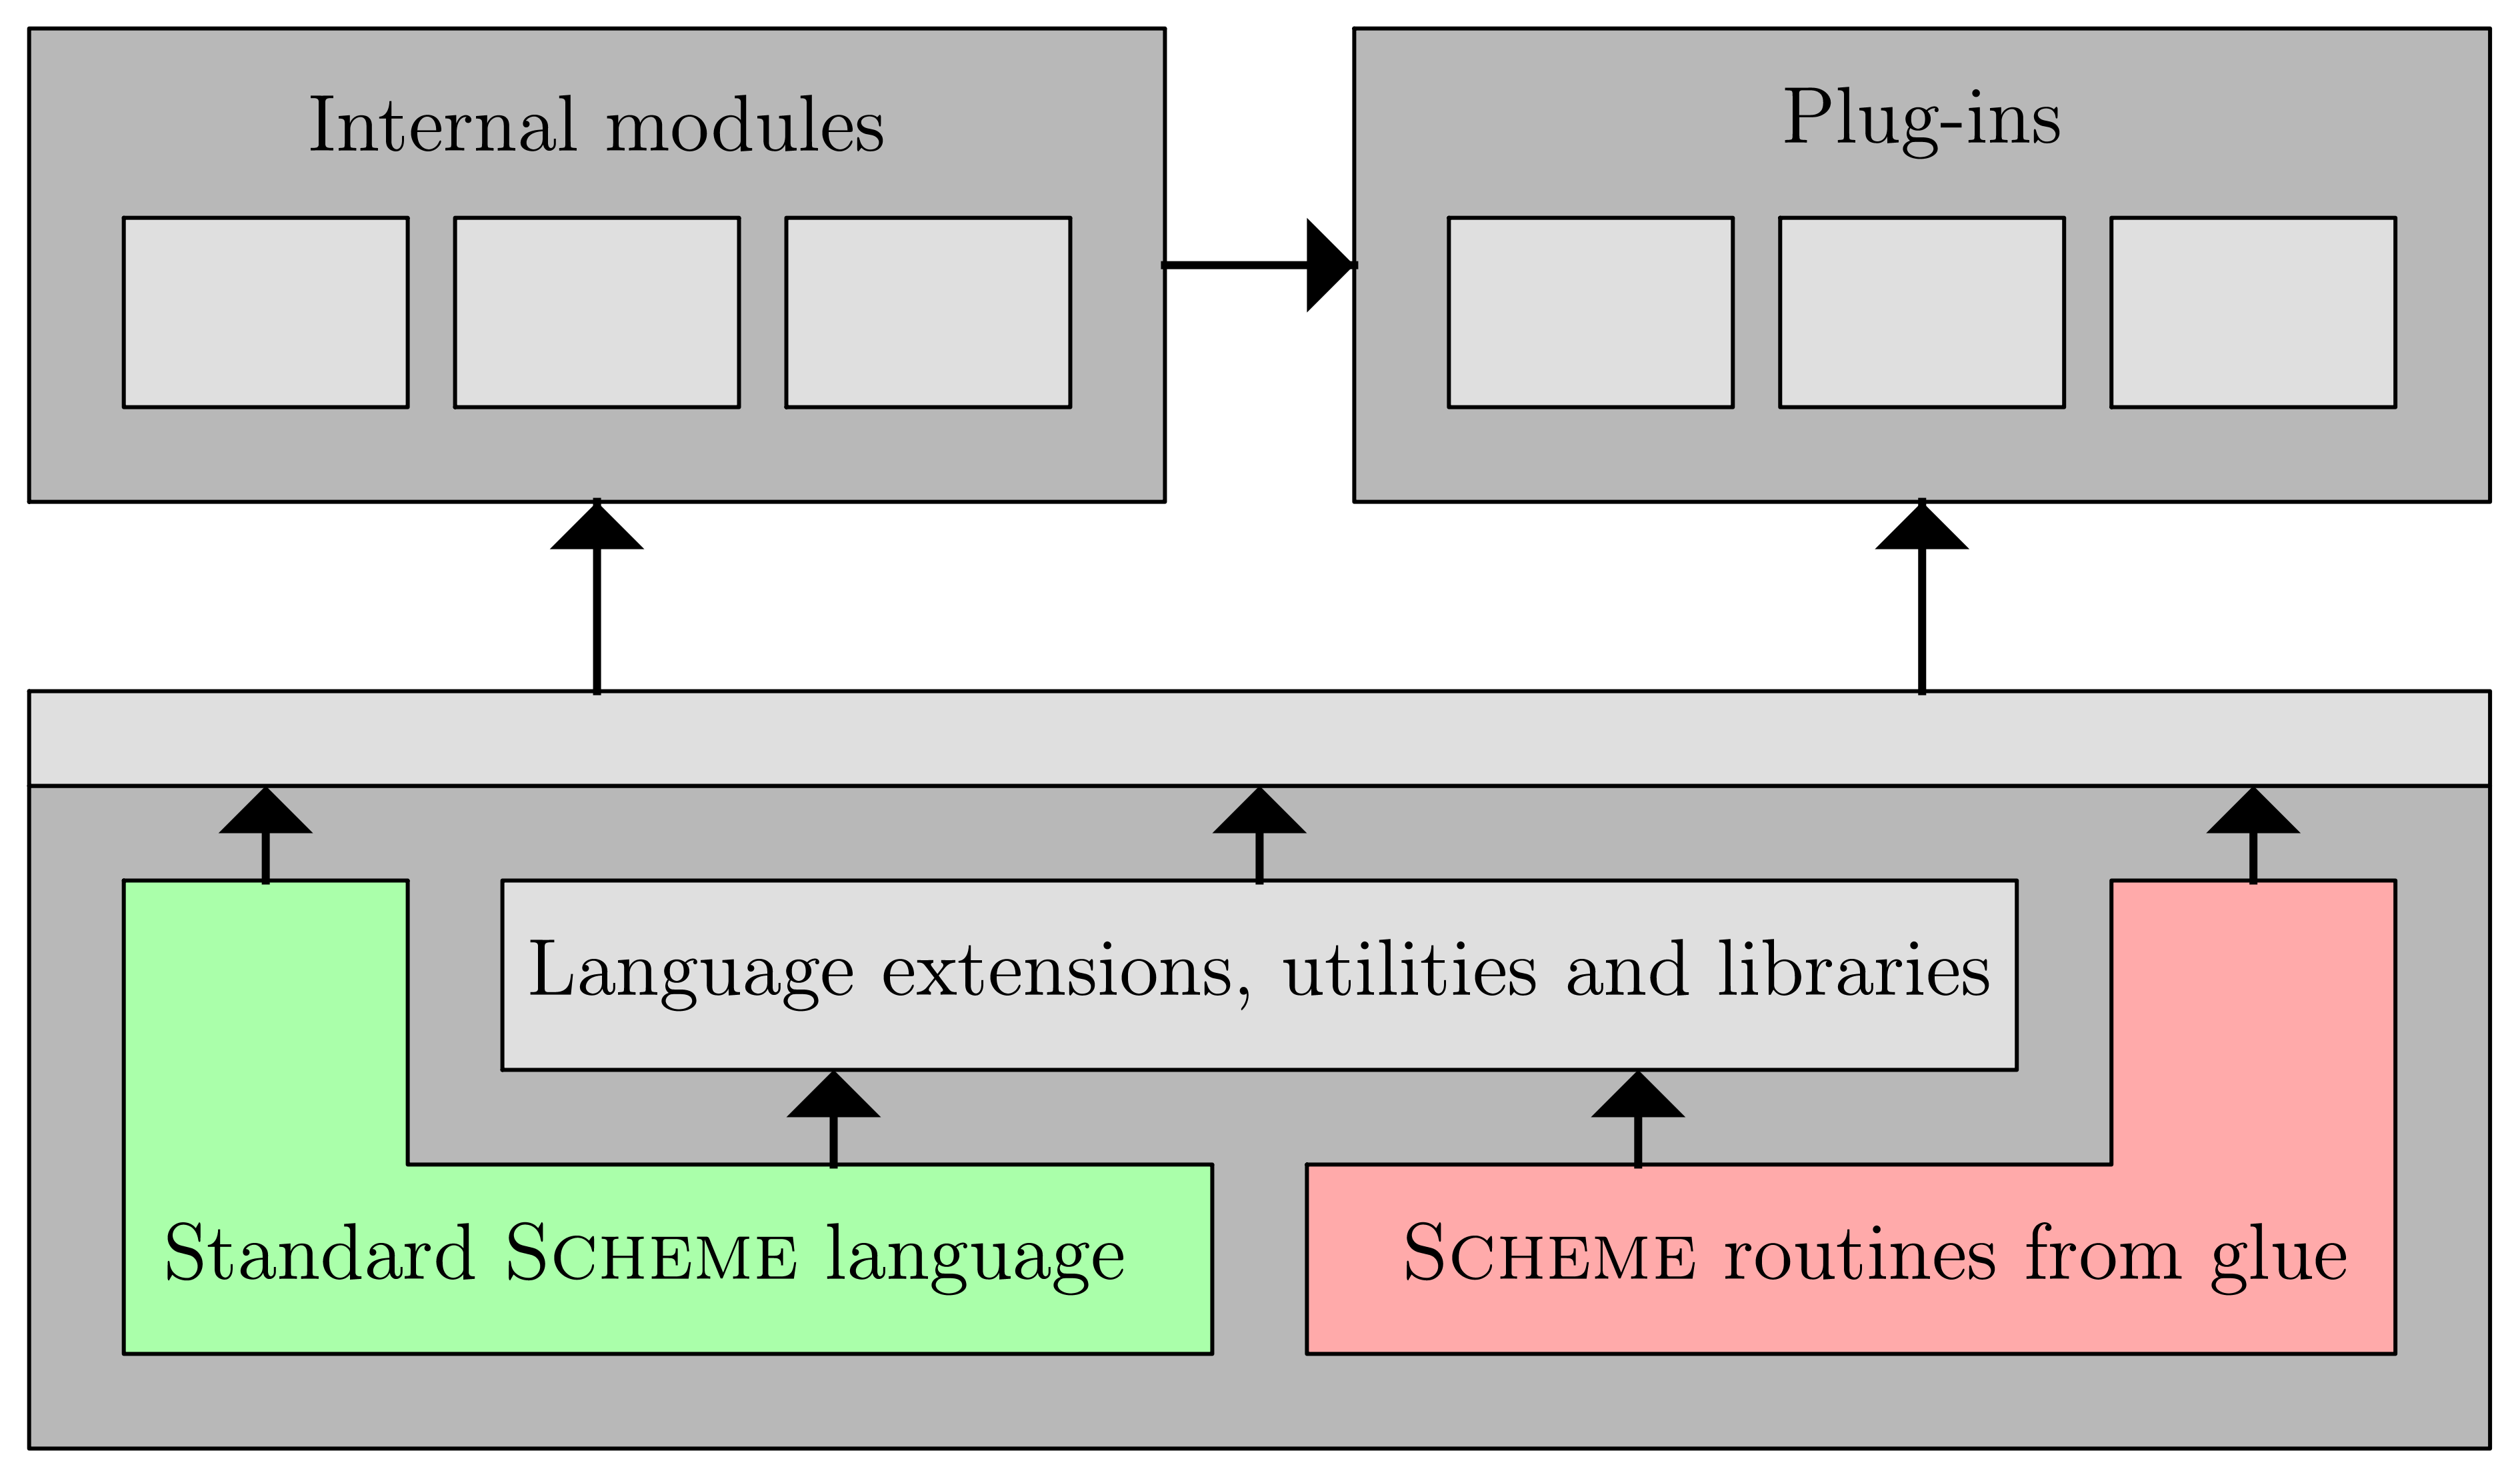 Internal modules
Plug-ins
Language extensions, utilities and libraries
Standard SCHEME language
SCHEME routines from glue